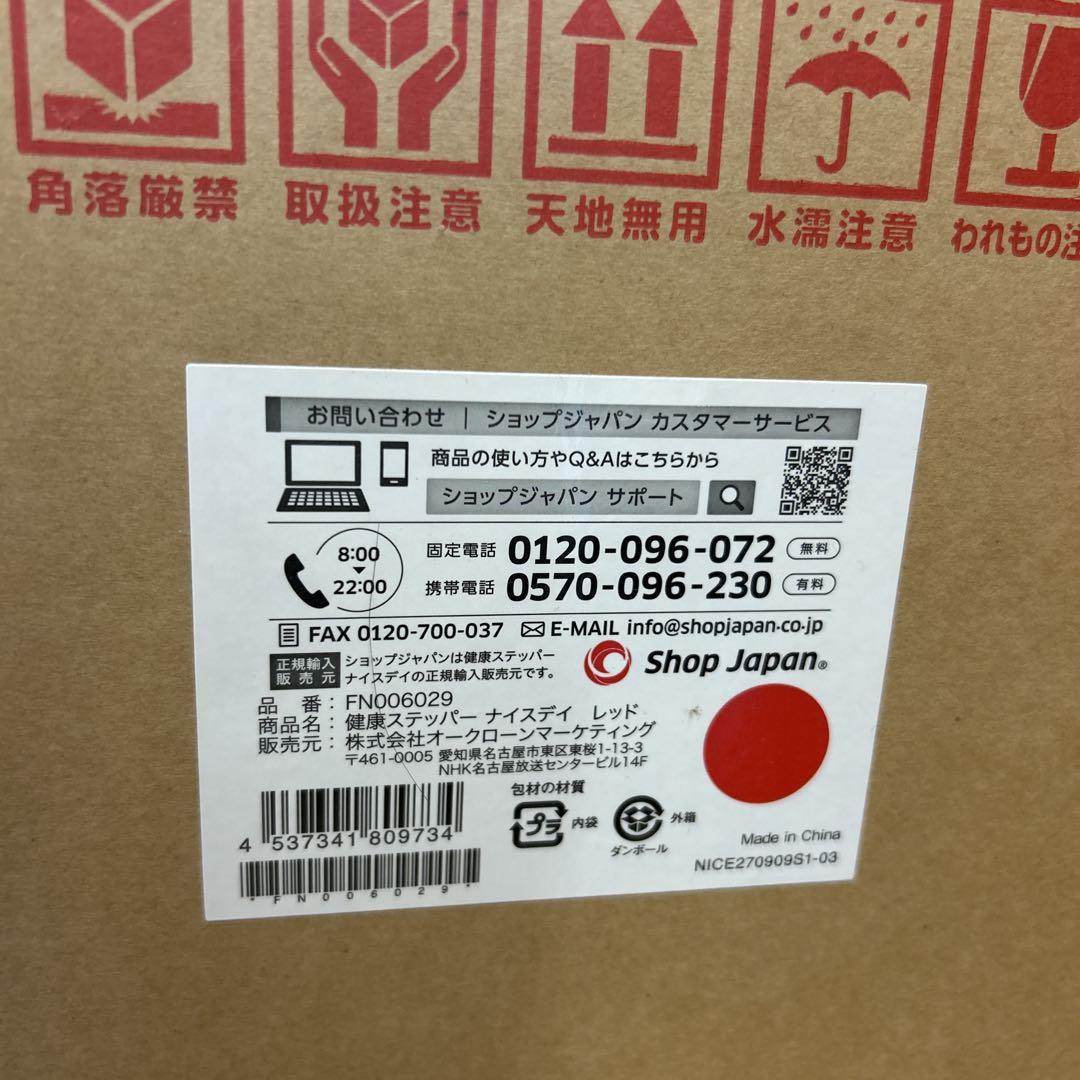 角落厳禁 取扱注意 天地無用 水濡注意 われもの注
お問い合わせ | ショップジャパン カスタマーサービス
商品の使い方やQ&Aはこちらから
ショップジャパン サポート
8:00
22:00
固定電話 0120-096-072 無料
携帯電話 0570-096-230 有料
FAX 0120-700-037 E-MAIL info@shopjapan.co.jp
正規輸入
販売元
ショップジャパンは健康ステッパー
ナイスデイの正規輸入販売元です。
Shop Japan®
品番:FN006029
商品名:健康ステッパー ナイスデイ レッド
販売元:株式会社オークローンマーケティング
〒461-0005 愛知県名古屋市東区東桜1-13-3
NHK名古屋放送センタービル14F
4 537341 809734
*FN006029*
包材の材質
プラ 内袋
ダンボール 外箱
Made in China
NICE270909S1-03